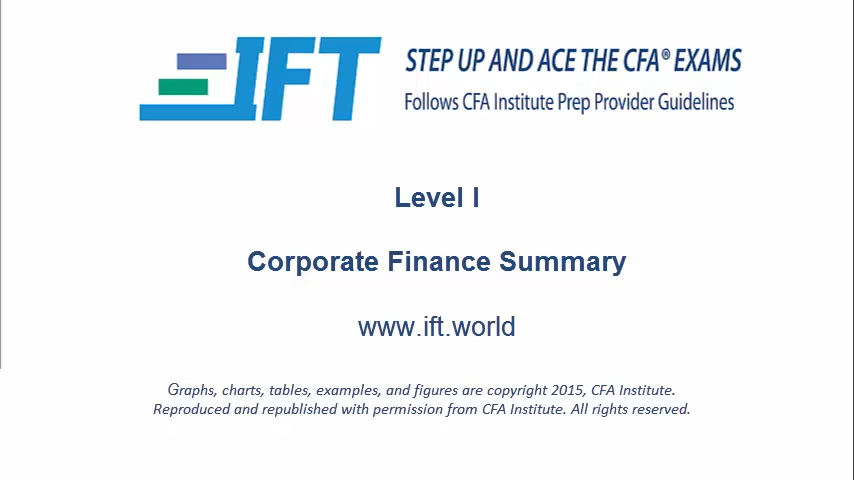 IFT
STEP UP AND ACE THE CFA® EXAMS
Follows CFA Institute Prep Provider Guidelines
Level I
Corporate Finance Summary
www.ift.world
Graphs, charts, tables, examples, and figures are copyright 2015, CFA Institute.
Reproduced and republished with permission from CFA Institute. All rights reserved.